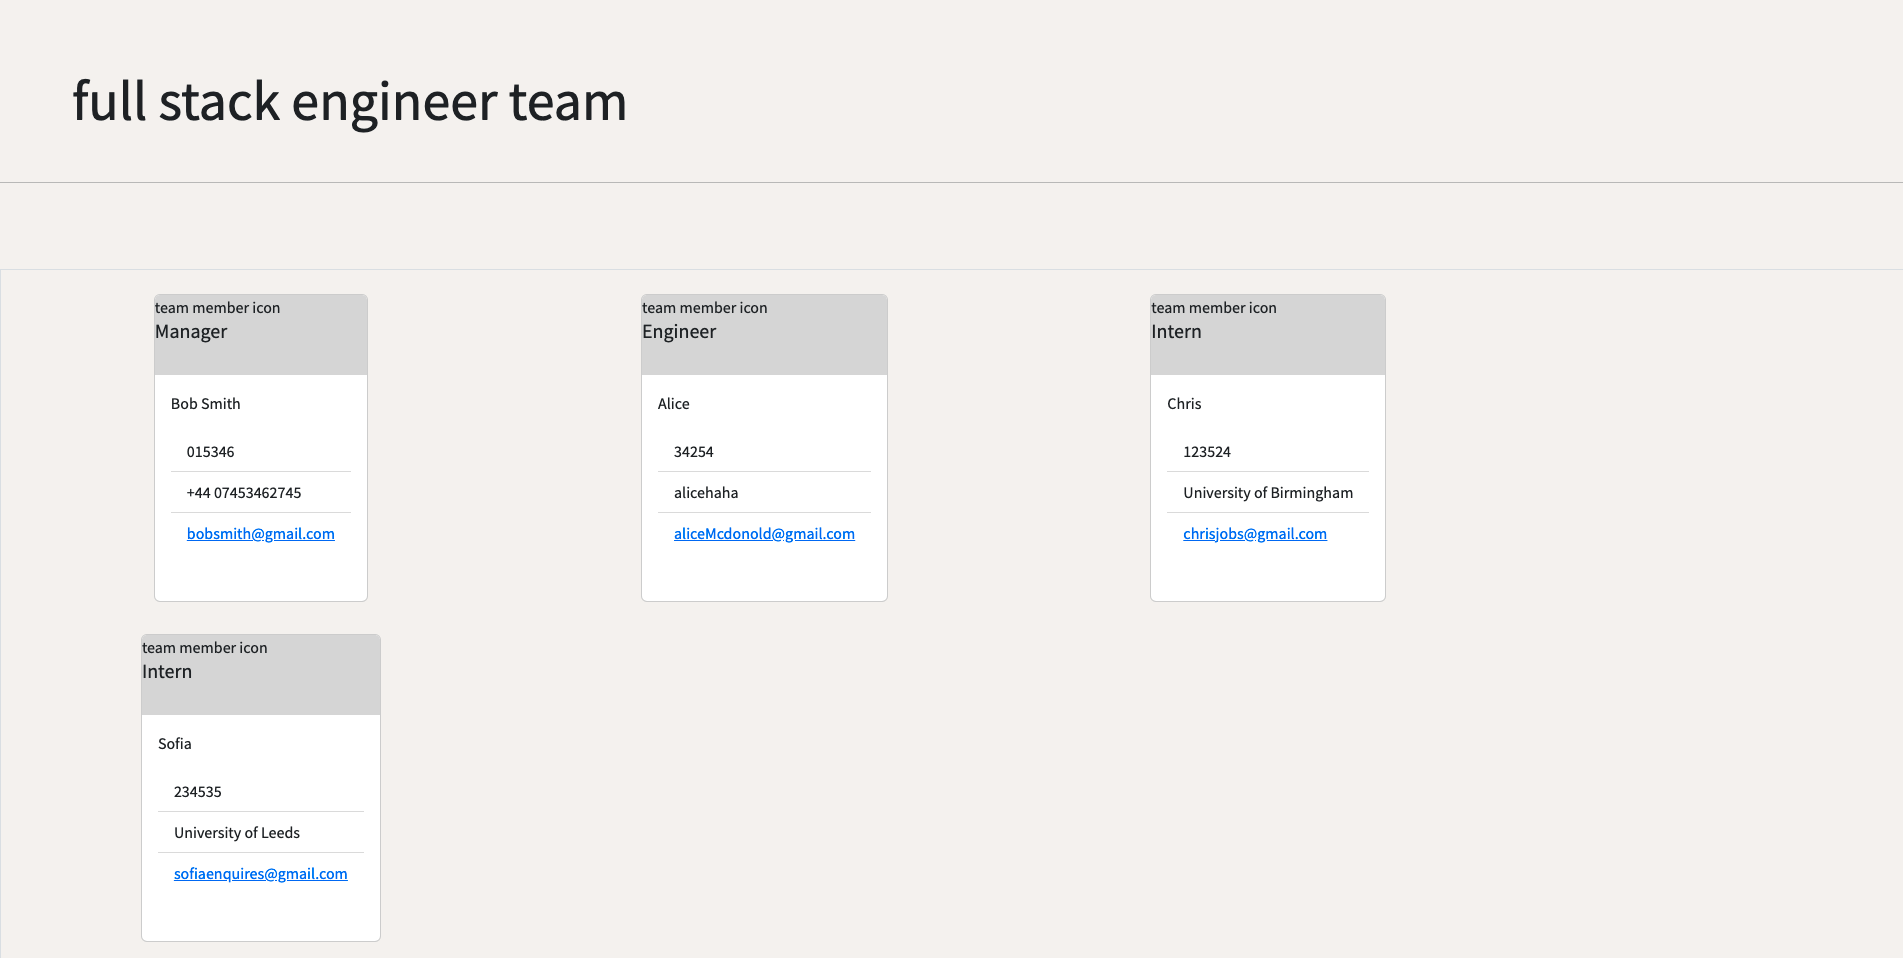 full stack engineer team
team member icon
Manager
Bob Smith
015346
+44 07453462745
bobsmith@gmail.com
team member icon
Engineer
Alice
34254
alicehaha
aliceMcdonold@gmail.com
team member icon
Intern
Chris
123524
University of Birmingham
chrisjobs@gmail.com
team member icon
Intern
Sofia
234535
University of Leeds
sofiaenquires@gmail.com